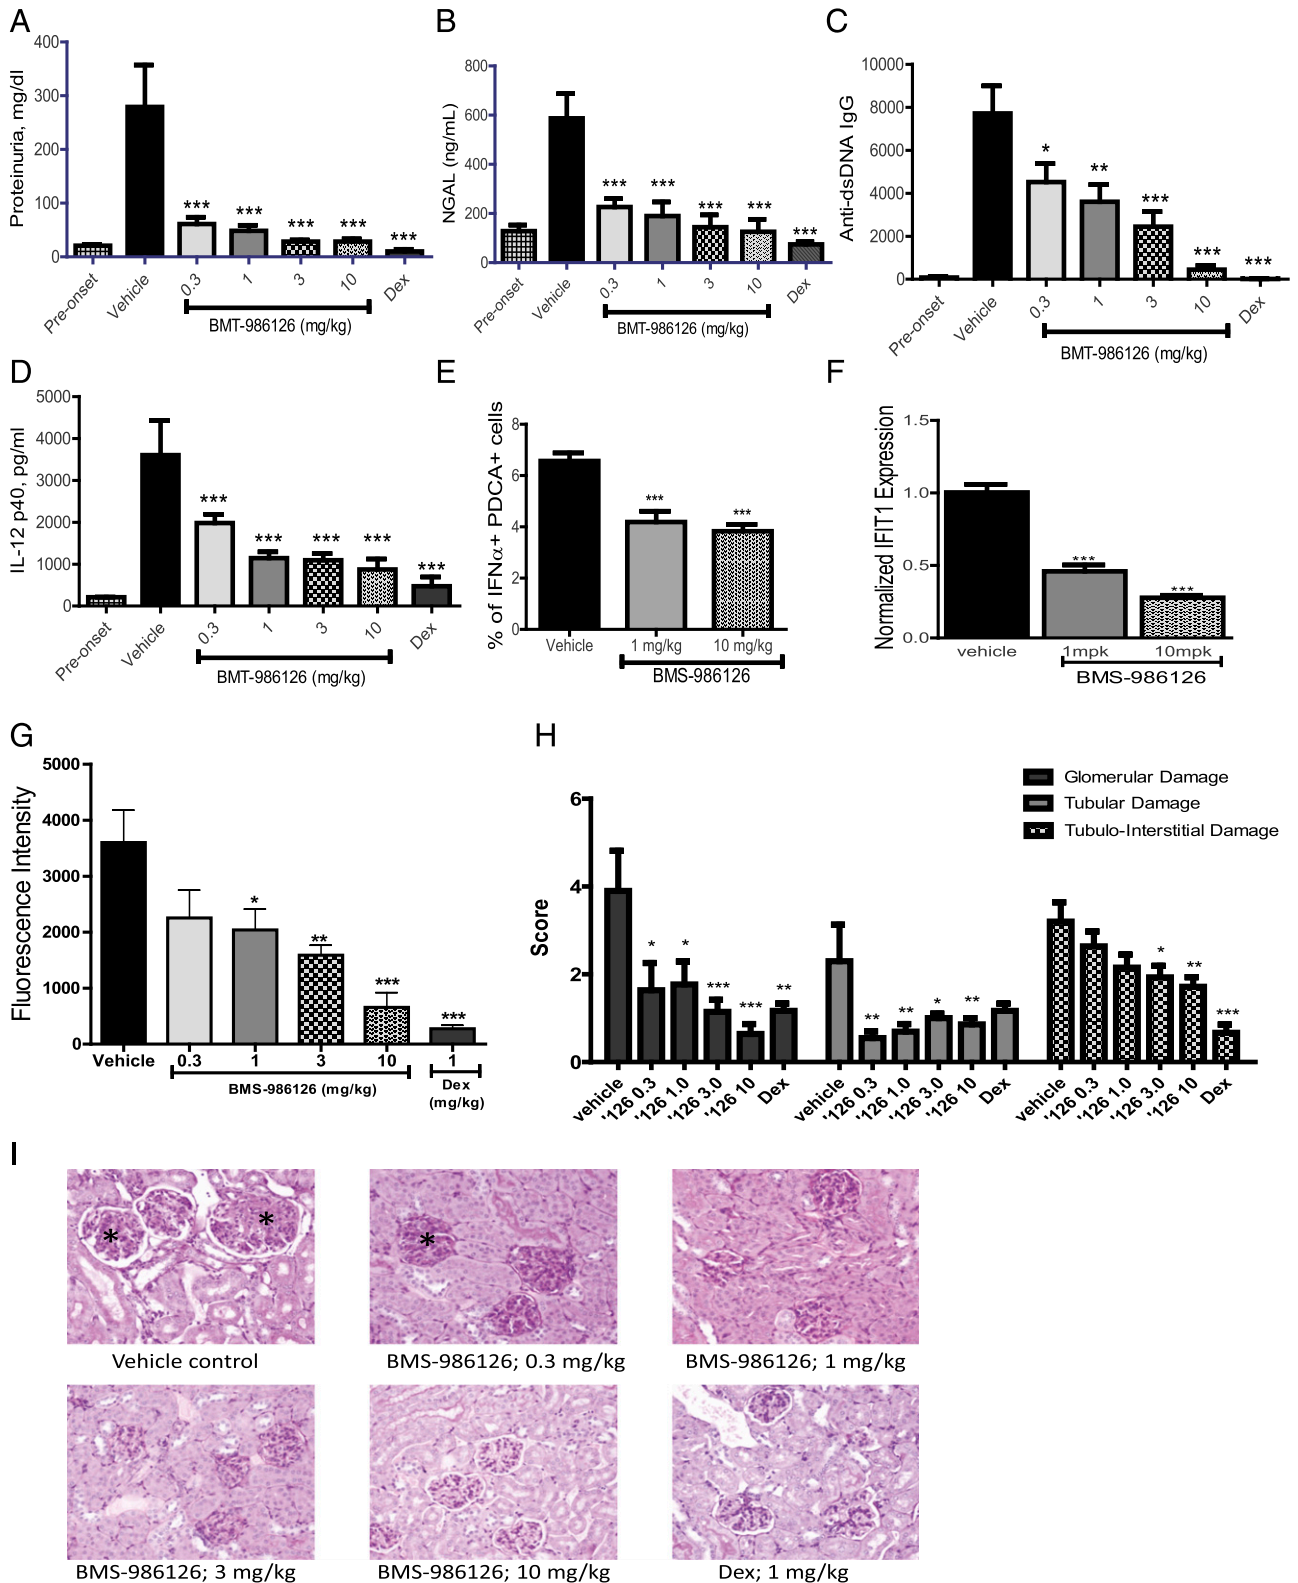 A
Proteinuria, mg/dl
400
300
200
100
0
***
***
***
***
***
Pre-onset
Vehicle
0.3
1
3
10
Dex
BMT-986126 (mg/kg)
B
NGAL (ng/mL)
800
600
400
200
0
***
***
***
***
***
Pre-onset
Vehicle
0.3
1
3
10
Dex
BMT-986126 (mg/kg)
C
Anti-dsDNA IgG
10000
8000
6000
4000
2000
0
*
**
***
***
***
Pre-onset
Vehicle
0.3
1
3
10
Dex
BMT-986126 (mg/kg)
D
IL-12 p40, pg/ml
5000
4000
3000
2000
1000
0
***
***
***
***
***
Pre-onset
Vehicle
0.3
1
3
10
Dex
BMT-986126 (mg/kg)
E
% of IFNα+ PDCA+ cells
8
6
4
2
0
***
***
Vehicle
1 mg/kg
10 mg/kg
BMS-986126
F
Normalized IFIT1 Expression
1.5
1.0
0.5
0.0
***
***
vehicle
1mpk
10mpk
BMS-986126
G
Fluorescence Intensity
5000
4000
3000
2000
1000
0
*
**
***
***
Vehicle
0.3
1
3
10
1
BMS-986126 (mg/kg)
Dex
(mg/kg)
H
Glomerular Damage
Tubular Damage
Tubulo-Interstitial Damage
Score
6
4
2
0
*
*
***
***
**
**
**
*
**
*
**
***
vehicle
'126 0.3
'126 1.0
'126 3.0
'126 10
Dex
vehicle
'126 0.3
'126 1.0
'126 3.0
'126 10
Dex
vehicle
'126 0.3
'126 1.0
'126 3.0
'126 10
Dex
I
*
*
*
Vehicle control
BMS-986126; 0.3 mg/kg
BMS-986126; 1 mg/kg
BMS-986126; 3 mg/kg
BMS-986126; 10 mg/kg
Dex; 1 mg/kg